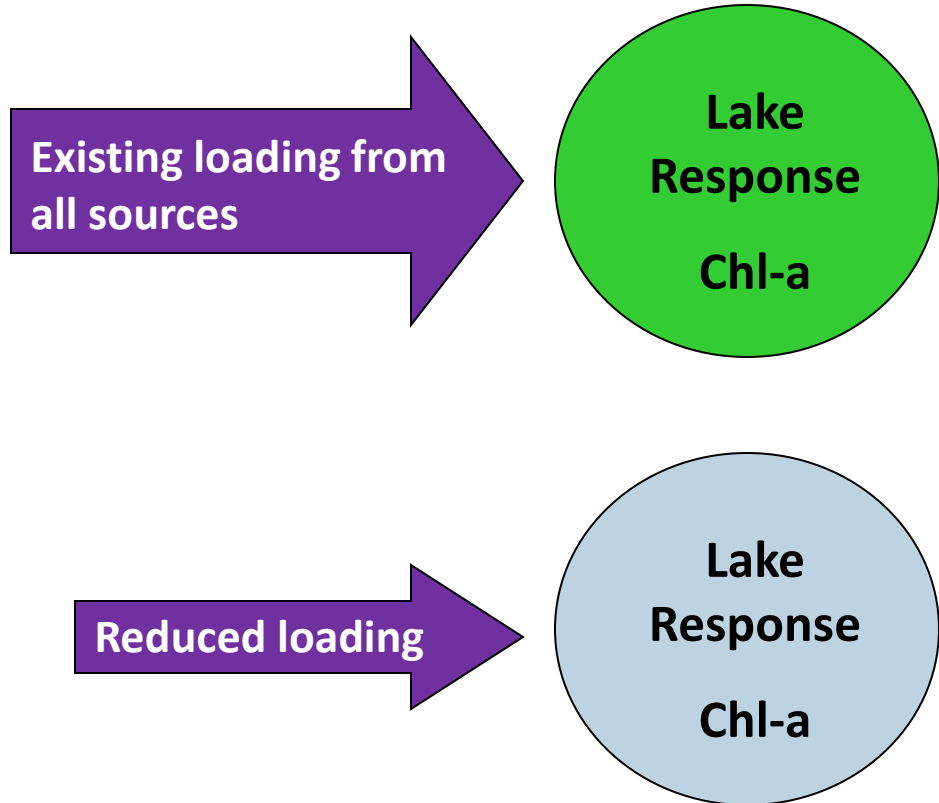 Existing loading from
all sources
Lake
Response
Chl-a
Reduced loading
Lake
Response
Chl-a